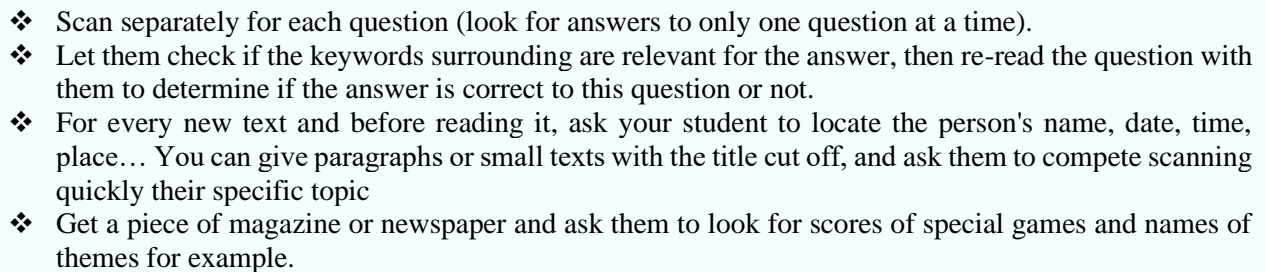 ❖ Scan separately for each question (look for answers to only one question at a time).
❖ Let them check if the keywords surrounding are relevant for the answer, then re-read the question with
them to determine if the answer is correct to this question or not.
❖ For every new text and before reading it, ask your student to locate the person's name, date, time,
place… You can give paragraphs or small texts with the title cut off, and ask them to compete scanning
quickly their specific topic
❖ Get a piece of magazine or newspaper and ask them to look for scores of special games and names of
themes for example.